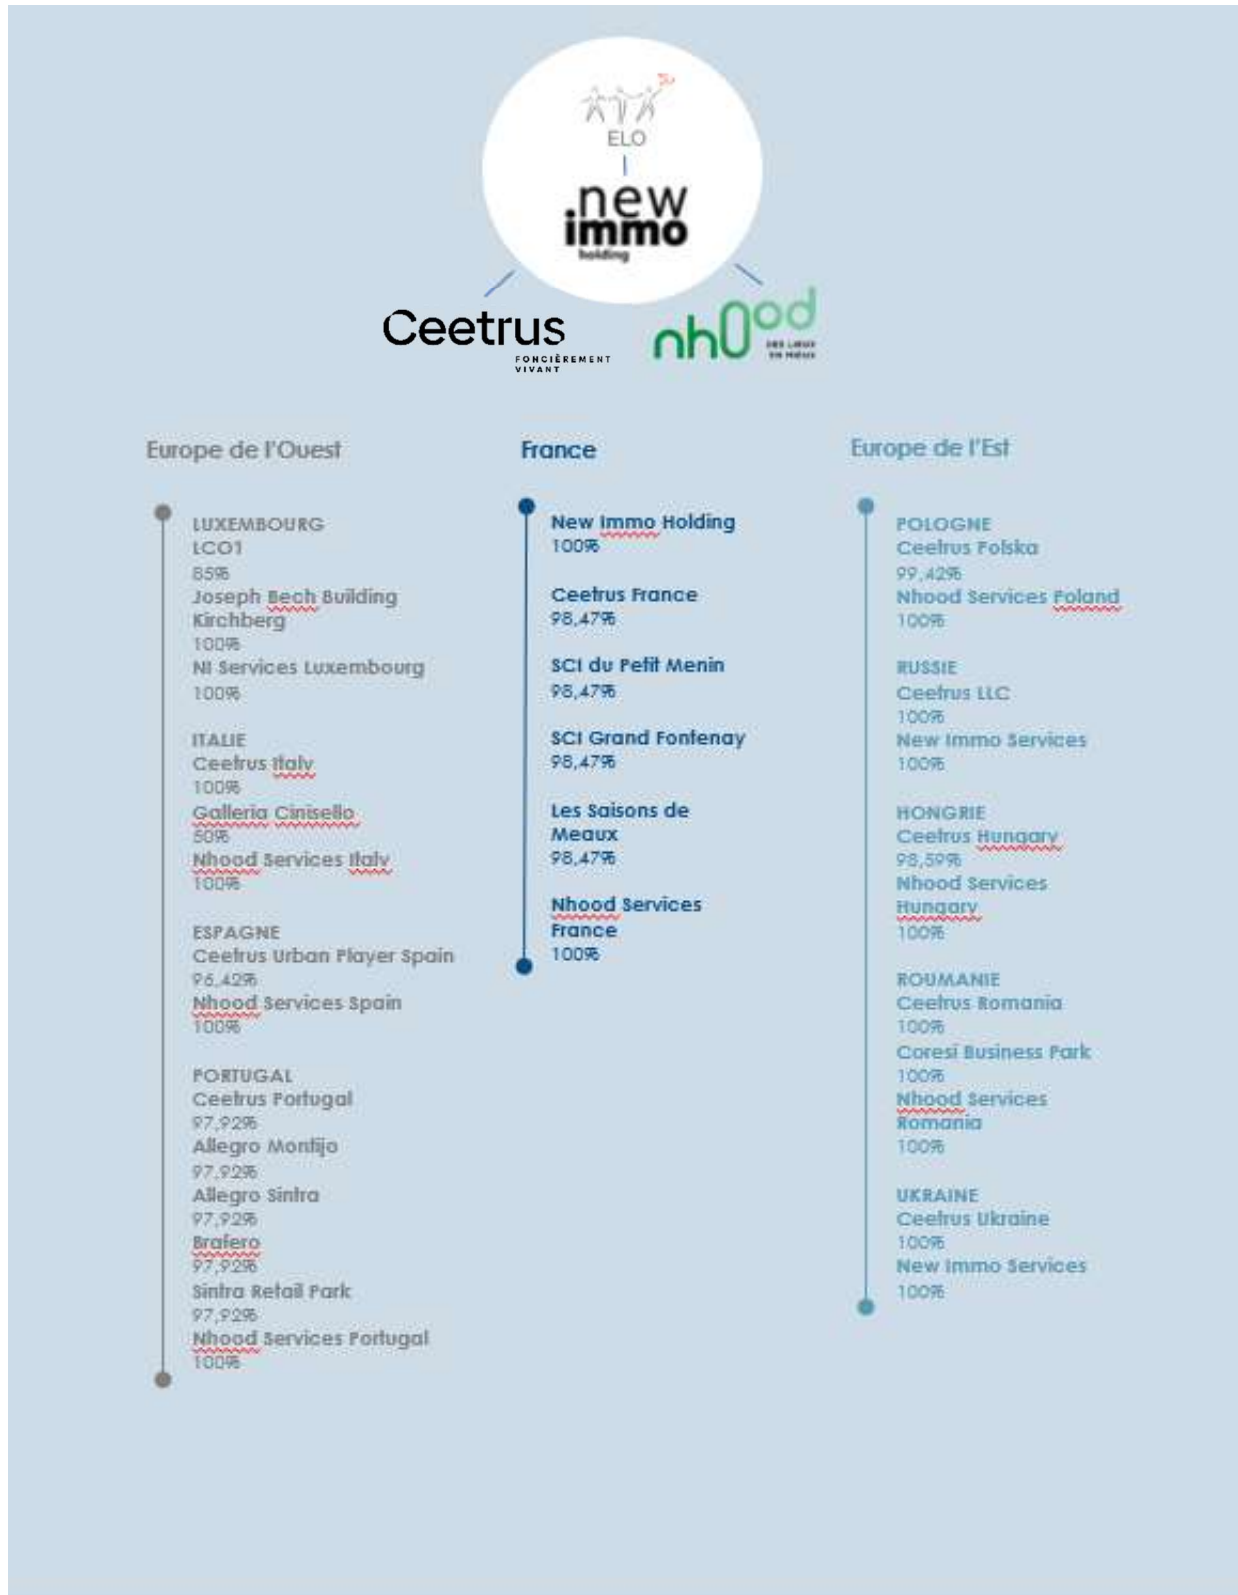 ELO
new
immo
holding
Ceetrus
FONCIÈREMENT
VIVANT
nhood
DES LIEUX
EN MIEUX
Europe de l'Ouest
LUXEMBOURG
LCO1
85%
Joseph Bech Building
Kirchberg
100%
NI Services Luxembourg
100%
ITALIE
Ceetrus Italy
100%
Galleria Cinisello
50%
Nhood Services Italy
100%
ESPAGNE
Ceetrus Urban Player Spain
96,42%
Nhood Services Spain
100%
PORTUGAL
Ceetrus Portugal
97,92%
Allegro Montijo
97,92%
Allegro Sintra
97,92%
Brafero
97,92%
Sintra Retail Park
97,92%
Nhood Services Portugal
100%
France
New Immo Holding
100%
Ceetrus France
98,47%
SCI du Petit Menin
98,47%
SCI Grand Fontenay
98,47%
Les Saisons de
Meaux
98,47%
Nhood Services
France
100%
Europe de l'Est
POLOGNE
Ceetrus Polska
99,42%
Nhood Services Poland
100%
RUSSIE
Ceetrus LLC
100%
New Immo Services
100%
HONGRIE
Ceetrus Hungary
98,59%
Nhood Services
Hungary
100%
ROUMANIE
Ceetrus Romania
100%
Coresi Business Park
100%
Nhood Services
Romania
100%
UKRAINE
Ceetrus Ukraine
100%
New Immo Services
100%